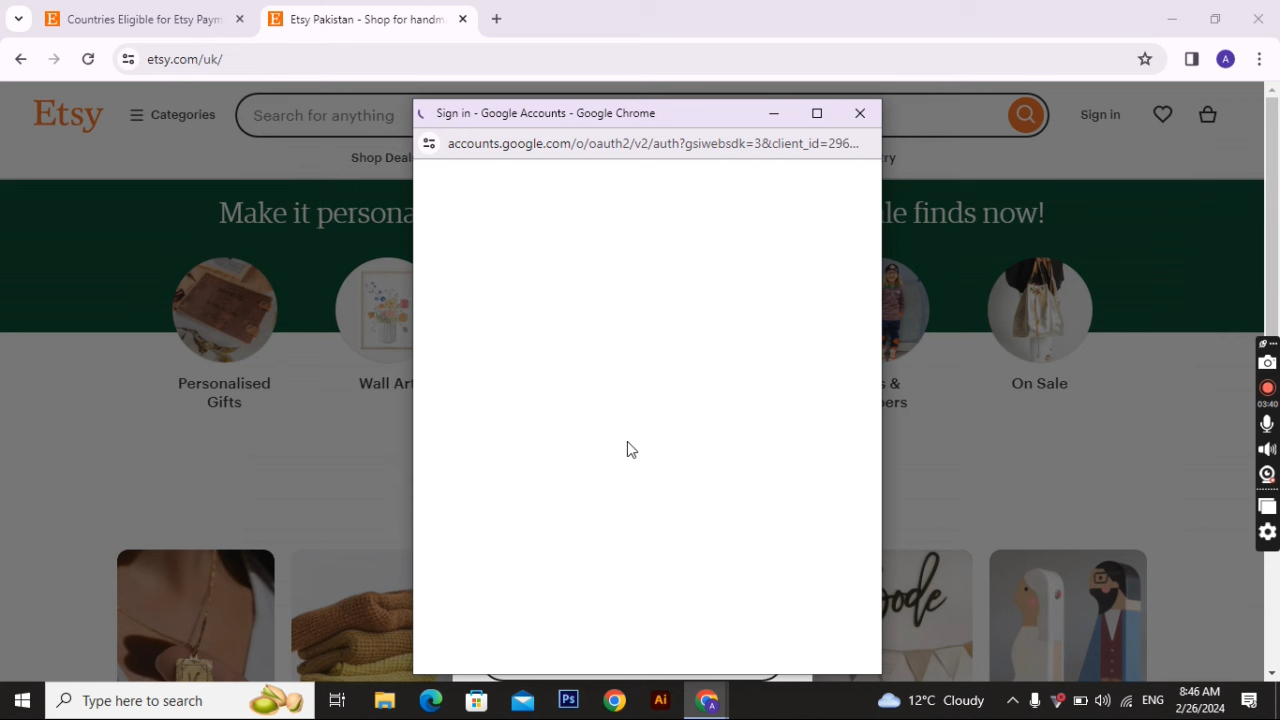 Countries Eligible for Etsy Paym
Etsy Pakistan - Shop for handm
etsy.com/uk/
A
Etsy
Categories
Search for anything
Sign in
Shop Deal
ry
Sign in - Google Accounts - Google Chrome
accounts.google.com/o/oauth2/v2/auth?gsiwebsdk=3&client_id=296...
Make it persona
le finds now!
Personalised
Gifts
Wall Art
s &
pers
On Sale
03:40
ode
Type here to search
Ps
Ai
12°C Cloudy
ENG
8:46 AM
2/26/2024